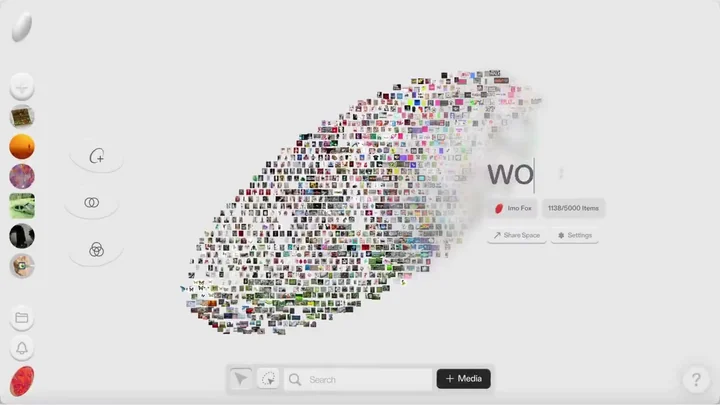 WO
Imo Fox
1138/5000 Items
Share Space
Settings
Search
+ Media
?